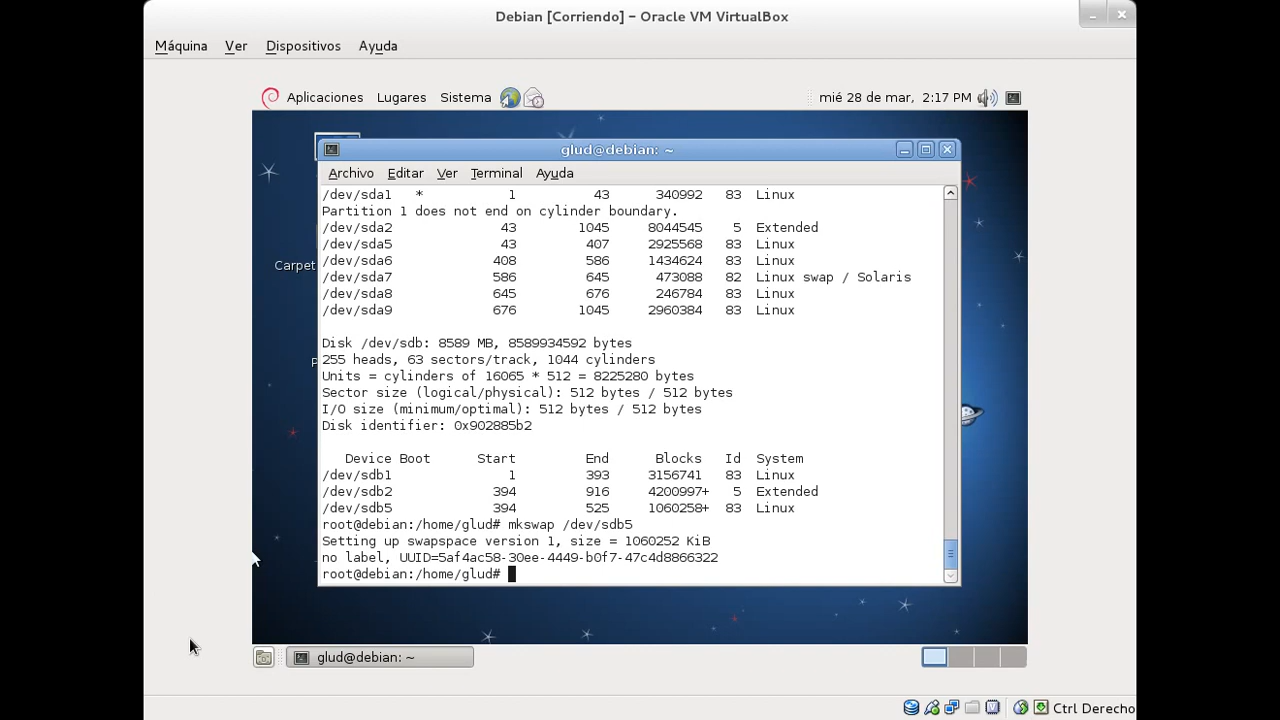 Debian [Corriendo] – Oracle VM VirtualBox
Máquina Ver Dispositivos Ayuda
Aplicaciones Lugares Sistema mié 28 de mar, 2:17 PM
glud@debian: ~
Archivo Editar Ver Terminal Ayuda
/dev/sda1 * 1 43 340992 83 Linux
Partition 1 does not end on cylinder boundary.
/dev/sda2 43 1045 8044545 5 Extended
/dev/sda5 43 407 2925568 83 Linux
/dev/sda6 408 586 1434624 83 Linux
/dev/sda7 586 645 473088 82 Linux swap / Solaris
/dev/sda8 645 676 246784 83 Linux
/dev/sda9 676 1045 2960384 83 Linux
Disk /dev/sdb: 8589 MB, 8589934592 bytes
255 heads, 63 sectors/track, 1044 cylinders
Units = cylinders of 16065 * 512 = 8225280 bytes
Sector size (logical/physical): 512 bytes / 512 bytes
I/O size (minimum/optimal): 512 bytes / 512 bytes
Disk identifier: 0x902885b2
Device Boot Start End Blocks Id System
/dev/sdb1 1 393 3156741 83 Linux
/dev/sdb2 394 916 4200997+ 5 Extended
/dev/sdb5 394 525 1060258+ 83 Linux
root@debian:/home/glud# mkswap /dev/sdb5
Setting up swapspace version 1, size = 1060252 KiB
no label, UUID=5af4ac58-30ee-4449-b0f7-47c4d8866322
root@debian:/home/glud#
Carpet
glud@debian: ~
Ctrl Derecho